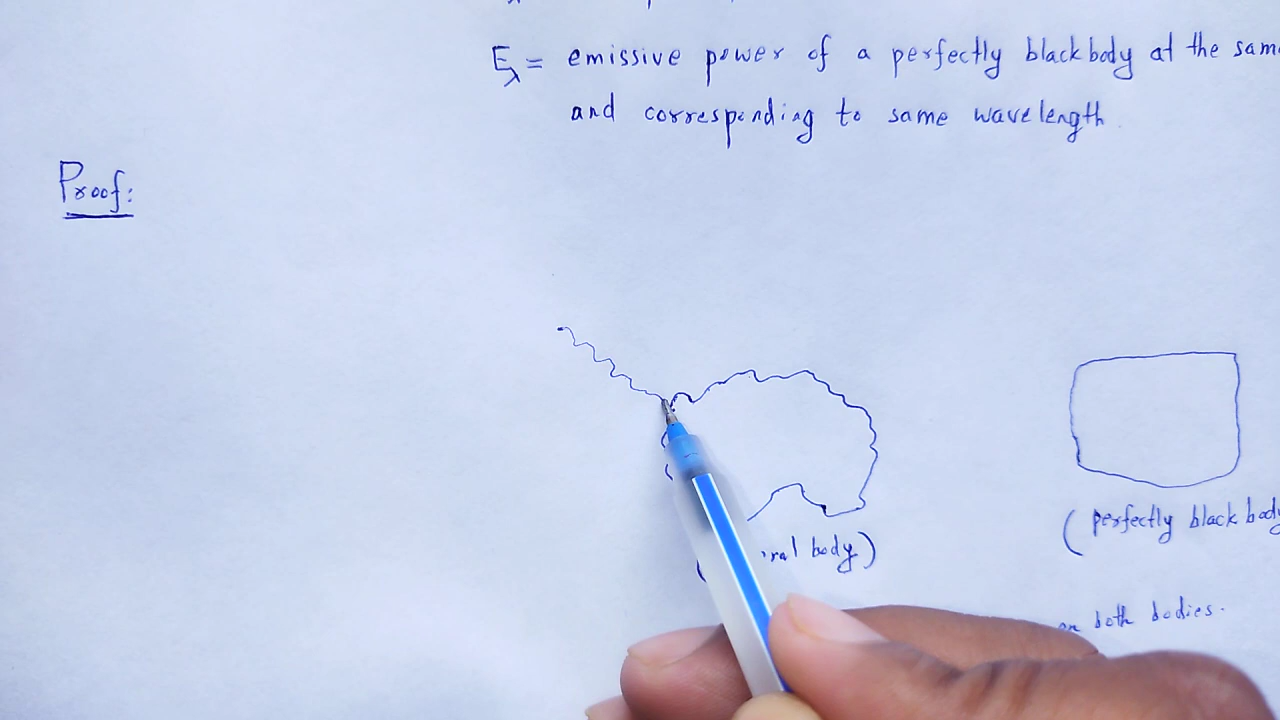 Eλ = emissive power of a perfectly blackbody at the same
and corresponding to same wavelength.
Proof:
body)
(perfectly black body
on both bodies.